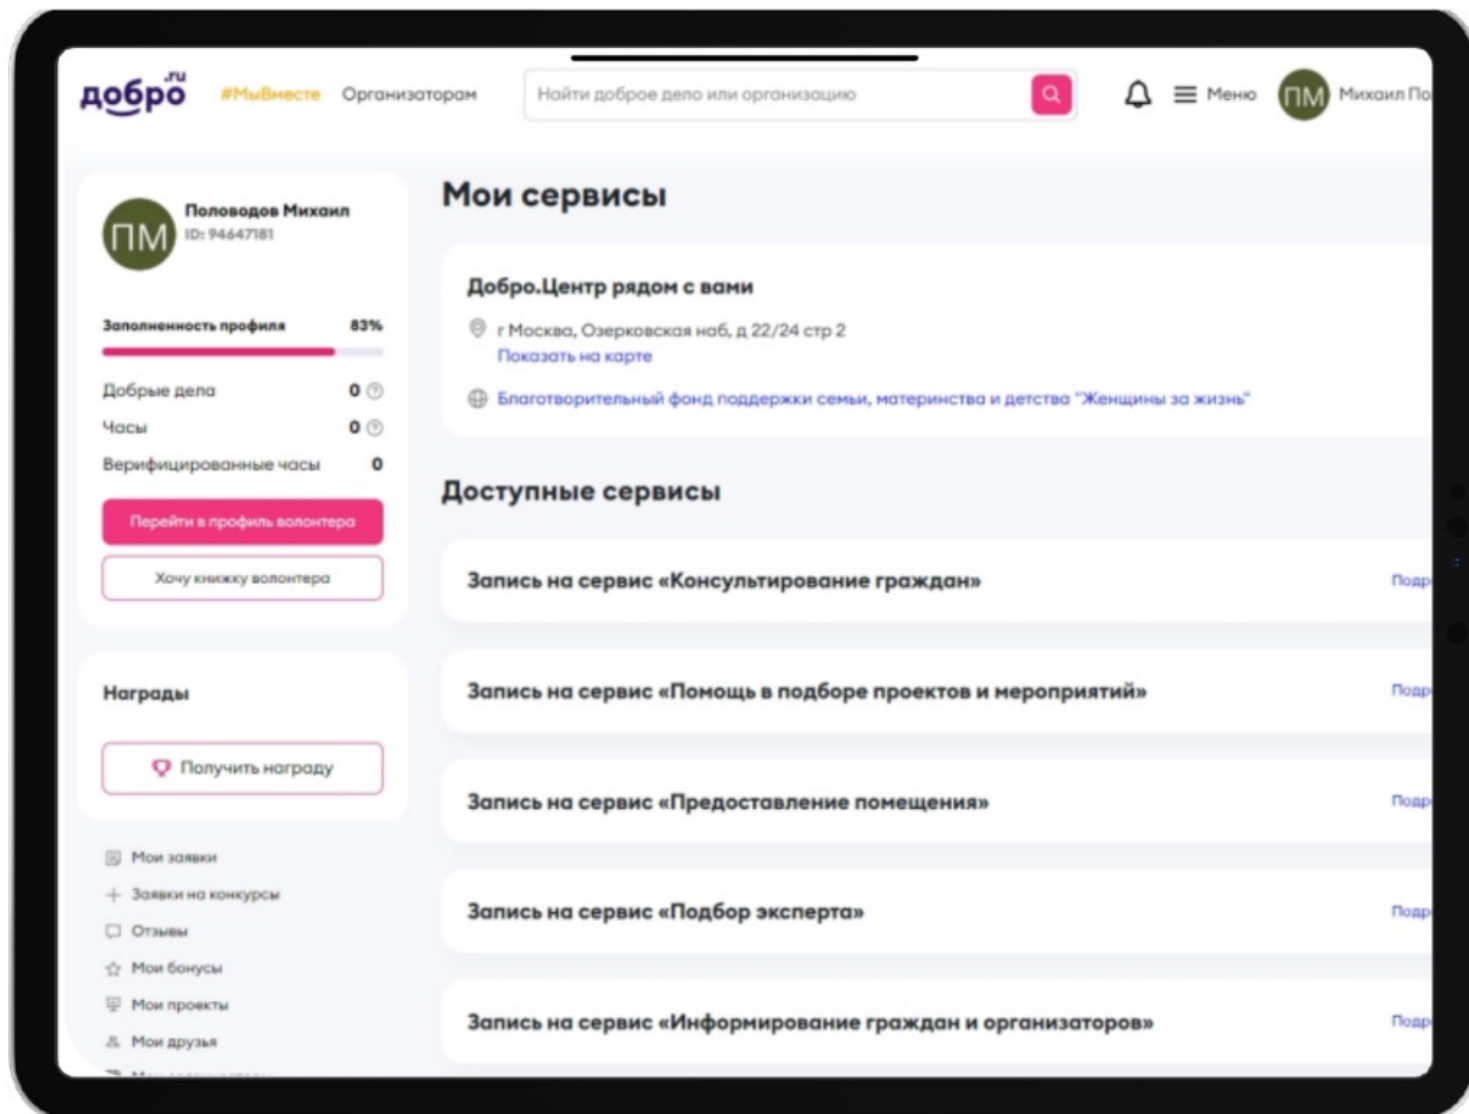 добро.ru
#МыВместе
Организаторам
Найти доброе дело или организацию
Меню
ПМ
Михаил По
ПМ
Половодов Михаил
ID: 94647181
Заполненность профиля 83%
Добрые дела 0
Часы 0
Верифицированные часы 0
Перейти в профиль волонтера
Хочу книжку волонтера
Награды
Получить награду
Мои заявки
Заявки на конкурсы
Отзывы
Мои бонусы
Мои проекты
Мои друзья
Мои сервисы
Добро.Центр рядом с вами
г Москва, Озерковская наб, д 22/24 стр 2
Показать на карте
Благотворительный фонд поддержки семьи, материнства и детства "Женщины за жизнь"
Доступные сервисы
Запись на сервис «Консультирование граждан»
Подр
Запись на сервис «Помощь в подборе проектов и мероприятий»
Подр
Запись на сервис «Предоставление помещения»
Подр
Запись на сервис «Подбор эксперта»
Подр
Запись на сервис «Информирование граждан и организаторов»
Подр